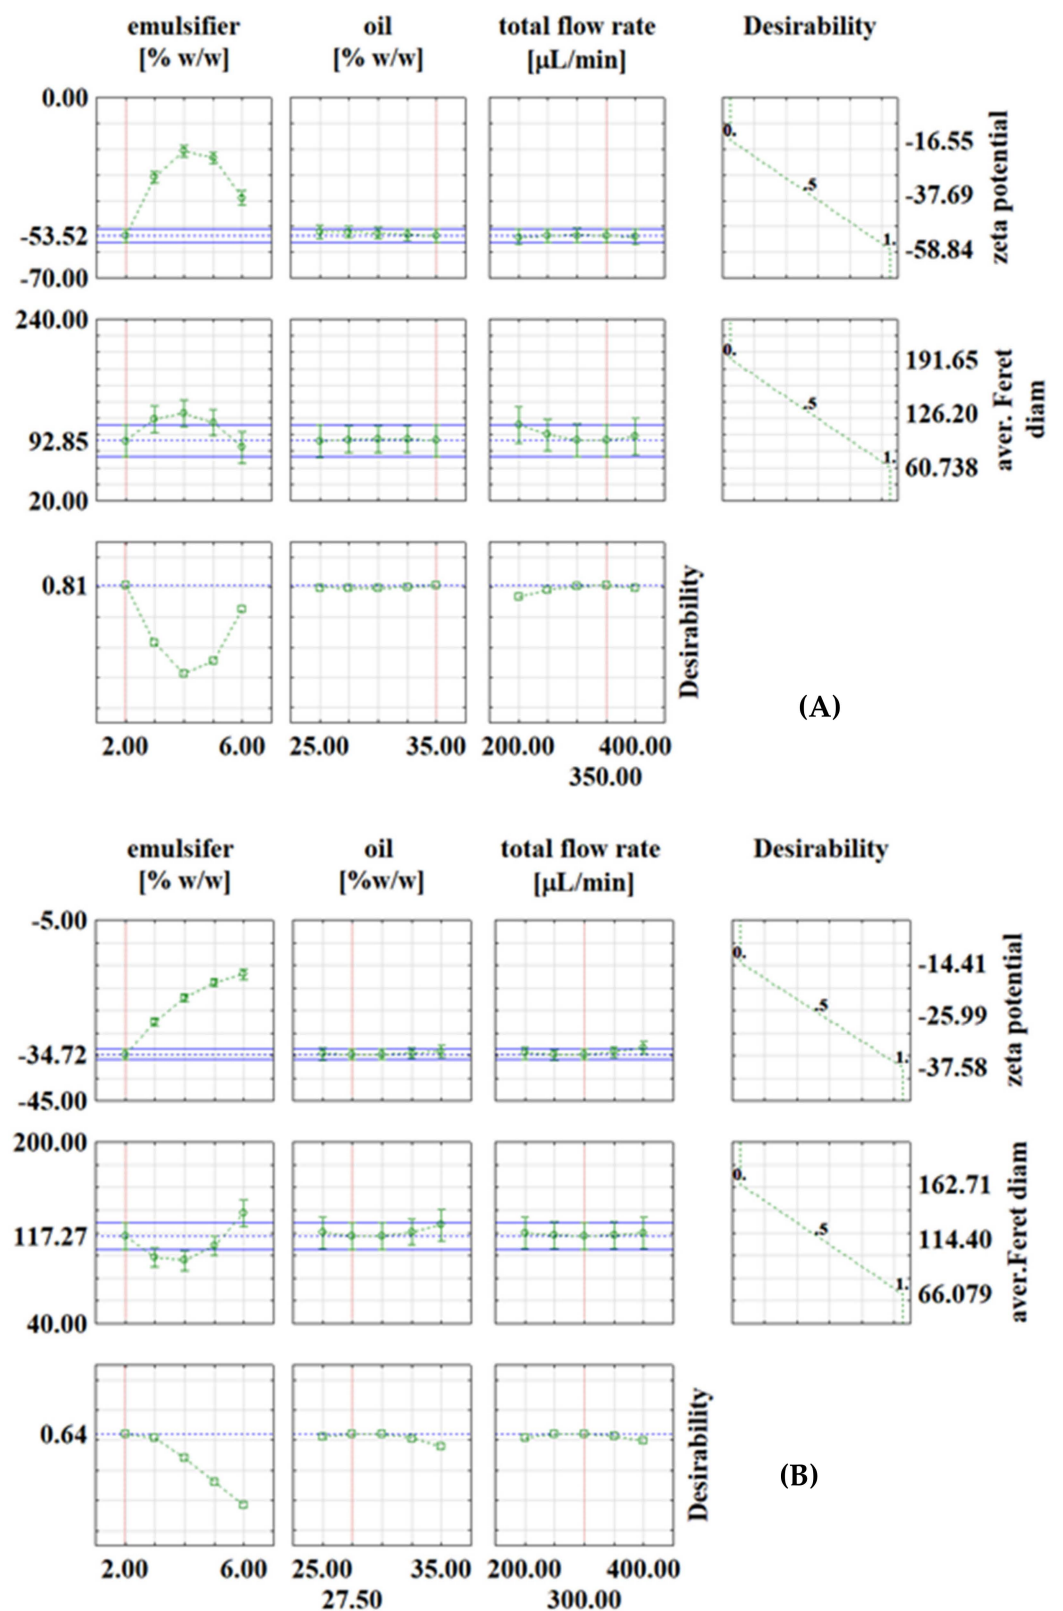 emulsifier oil total flow rate Desirability
[% w/w] [% w/w] [μL/min]
0.00
0.
-16.55
.5
-37.69
-53.52
1.
-58.84
-70.00
zeta potential
240.00
0.
191.65
.5
126.20
92.85
1.
60.738
20.00
aver. Feret
diam
0.81
Desirability
(A)
2.00 6.00 25.00 35.00 200.00 400.00
350.00
emulsifer oil total flow rate Desirability
[% w/w] [%w/w] [μL/min]
-5.00
0.
-14.41
.5
-25.99
-34.72
1.
-37.58
-45.00
zeta potential
200.00
0.
162.71
.5
114.40
117.27
1.
66.079
40.00
aver.Feret diam
0.64
Desirability
(B)
2.00 6.00 25.00 35.00 200.00 400.00
27.50 300.00